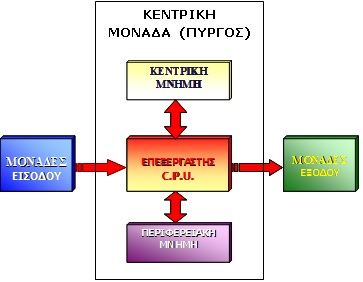 ΚΕΝΤΡΙΚΗ
ΜΟΝΑΔΑ (ΠΥΡΓΟΣ)
ΚΕΝΤΡΙΚΗ
ΜΝΗΜΗ
ΜΟΝΑΔΕΣ
ΕΙΣΟΔΟΥ
ΕΠΕΞΕΡΓΑΣΤΗΣ
C.P.U.
ΜΟΝΑΔΕΣ
ΕΞΟΔΟΥ
ΠΕΡΙΦΕΡΕΙΑΚΗ
ΜΝΗΜΗ